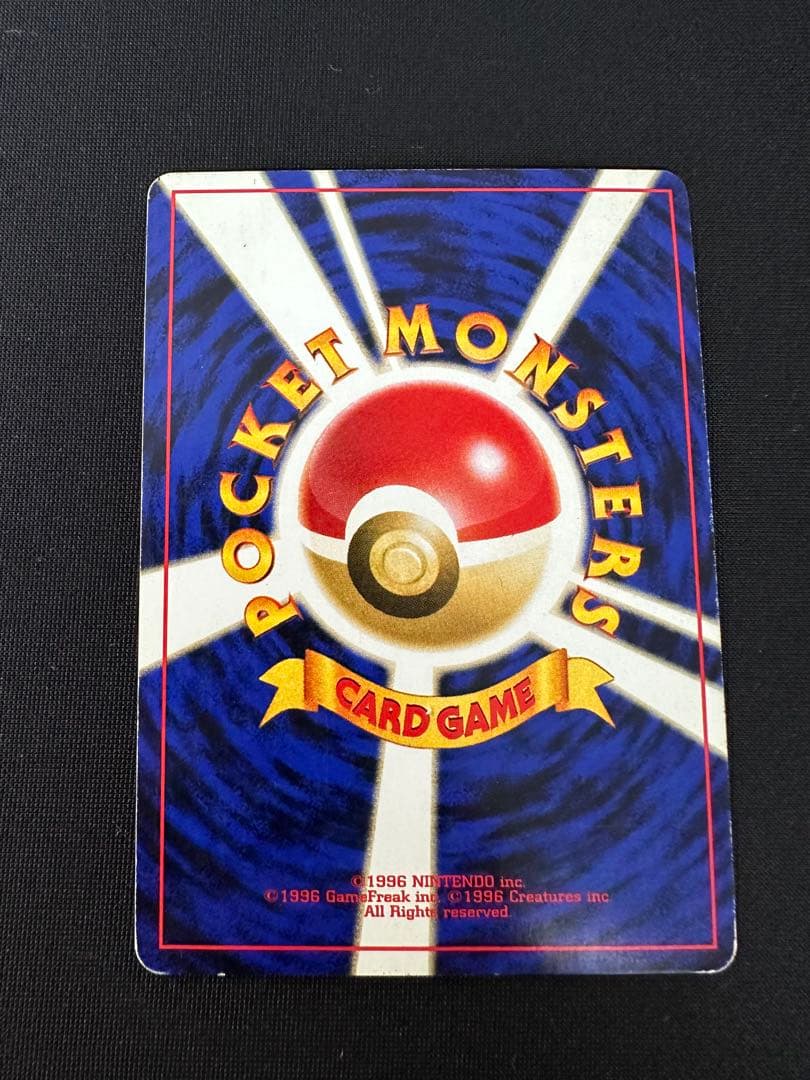 POCKET MONSTERS
CARD GAME
©1996 NINTENDO inc.
©1996 GameFreak inc. ©1996 Creatures inc
All Rights reserved.